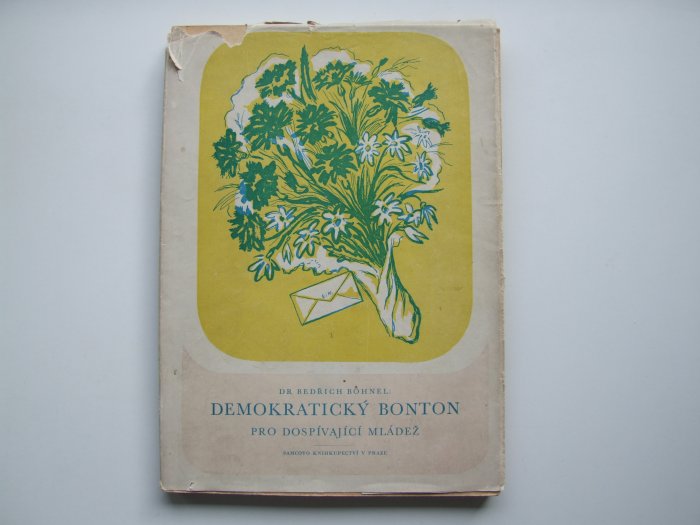 DR BEDŘICH BÖHNEL:
DEMOKRATICKÝ BONTON
PRO DOSPÍVAJÍCÍ MLÁDEŽ
SAMCOVO KNIHKUPECTVÍ V PRAZE